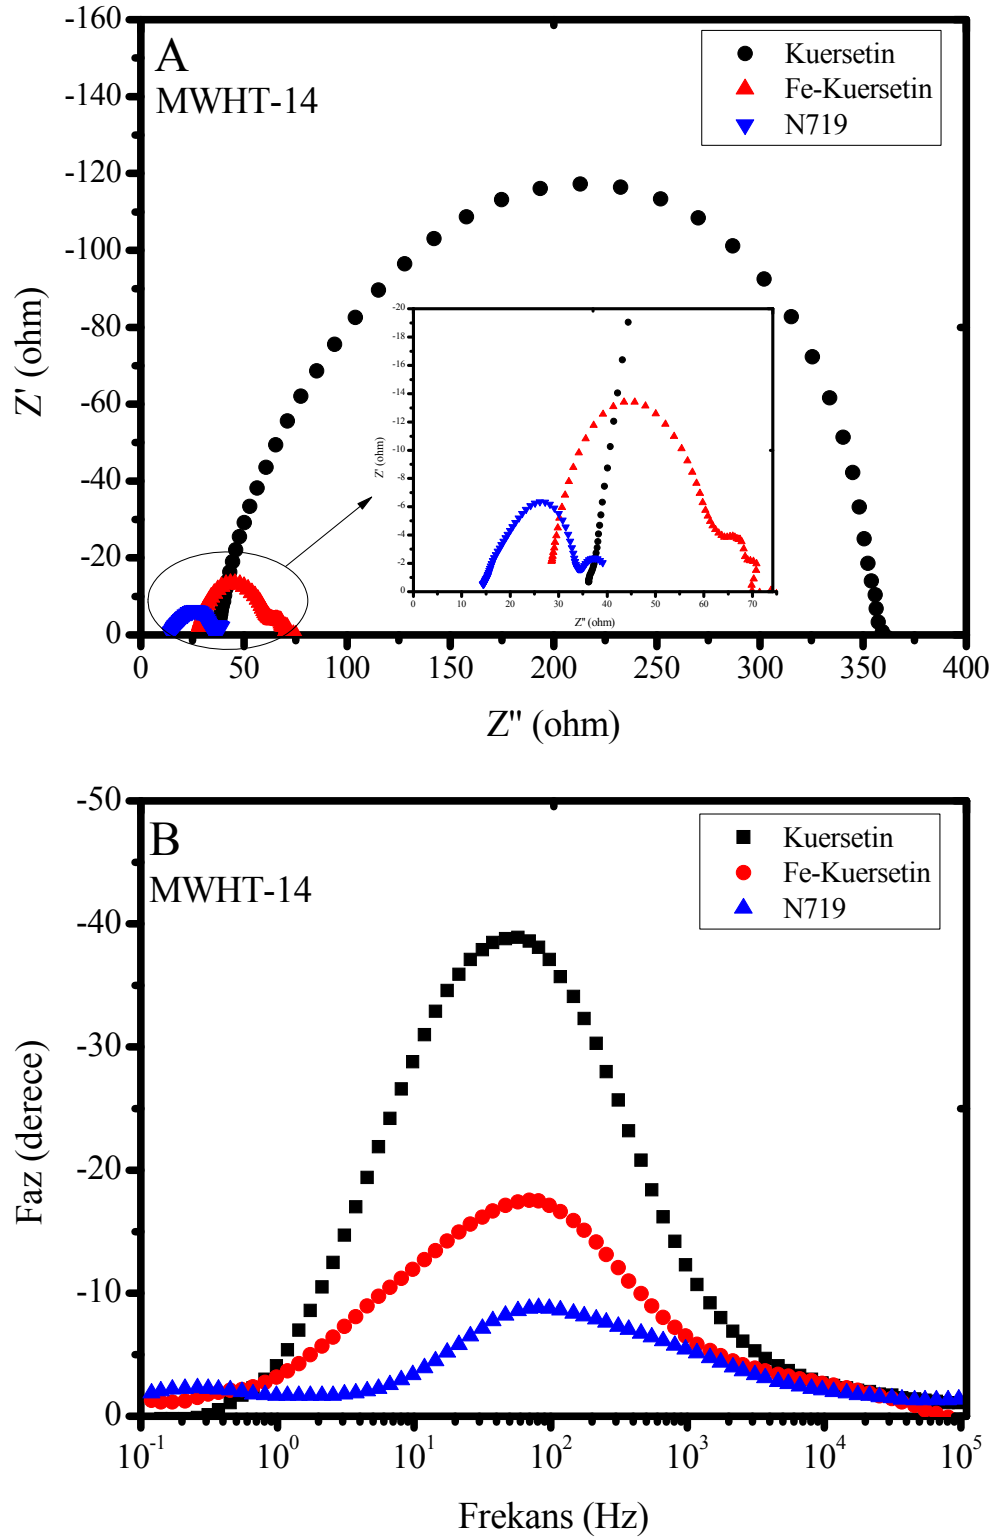 A
MWHT-14
Kuersetin
Fe-Kuersetin
N719
-160
-140
-120
-100
-80
-60
-40
-20
0
Z' (ohm)
0 50 100 150 200 250 300 350 400
Z'' (ohm)
-20
-18
-16
-14
-12
-10
-8
-6
-4
-2
0
Z' (ohm)
0 10 20 30 40 50 60 70
Z'' (ohm)
B
MWHT-14
Kuersetin
Fe-Kuersetin
N719
-50
-40
-30
-20
-10
0
Faz (derece)
10⁻¹ 10⁰ 10¹ 10² 10³ 10⁴ 10⁵
Frekans (Hz)